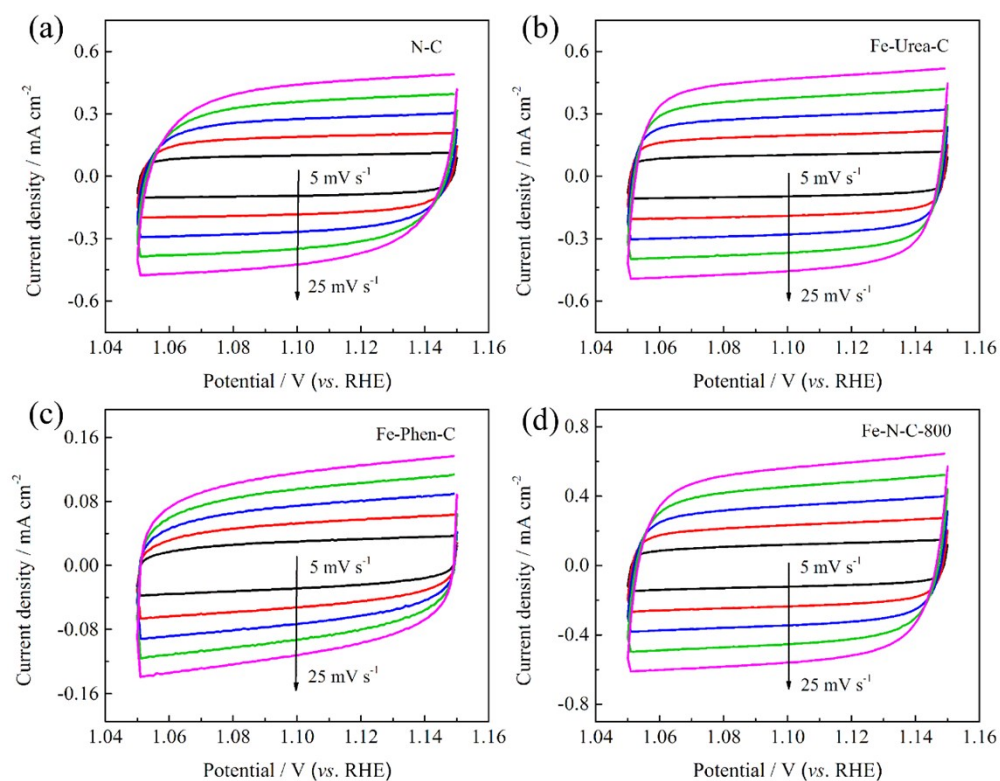 (a)
N-C
Current density / mA cm⁻²
0.6
0.3
0.0
-0.3
-0.6
5 mV s⁻¹
25 mV s⁻¹
1.04 1.06 1.08 1.10 1.12 1.14 1.16
Potential / V (vs. RHE)
(b)
Fe-Urea-C
Current density / mA cm⁻²
0.6
0.3
0.0
-0.3
-0.6
5 mV s⁻¹
25 mV s⁻¹
1.04 1.06 1.08 1.10 1.12 1.14 1.16
Potential / V (vs. RHE)
(c)
Fe-Phen-C
Current density / mA cm⁻²
0.16
0.08
0.00
-0.08
-0.16
5 mV s⁻¹
25 mV s⁻¹
1.04 1.06 1.08 1.10 1.12 1.14 1.16
Potential / V (vs. RHE)
(d)
Fe-N-C-800
Current density / mA cm⁻²
0.8
0.4
0.0
-0.4
-0.8
5 mV s⁻¹
25 mV s⁻¹
1.04 1.06 1.08 1.10 1.12 1.14 1.16
Potential / V (vs. RHE)